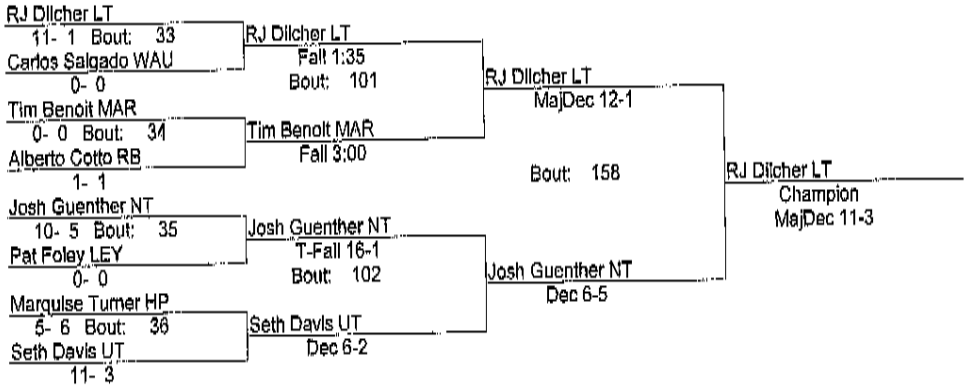 RJ Dilcher LT
11- 1 Bout: 33
Carlos Salgado WAU
0- 0
Tim Benoit MAR
0- 0 Bout: 34
Alberto Cotto RB
1- 1
Josh Guenther NT
10- 5 Bout: 35
Pat Foley LEY
0- 0
Marquise Turner HP
5- 6 Bout: 36
Seth Davis UT
11- 3
RJ Dilcher LT
Fall 1:35
Bout: 101
Tim Benoit MAR
Fall 3:00
Josh Guenther NT
T-Fall 16-1
Bout: 102
Seth Davis UT
Dec 6-2
RJ Dilcher LT
MajDec 12-1
Bout: 158
Josh Guenther NT
Dec 6-5
RJ Dilcher LT
Champion
MajDec 11-3